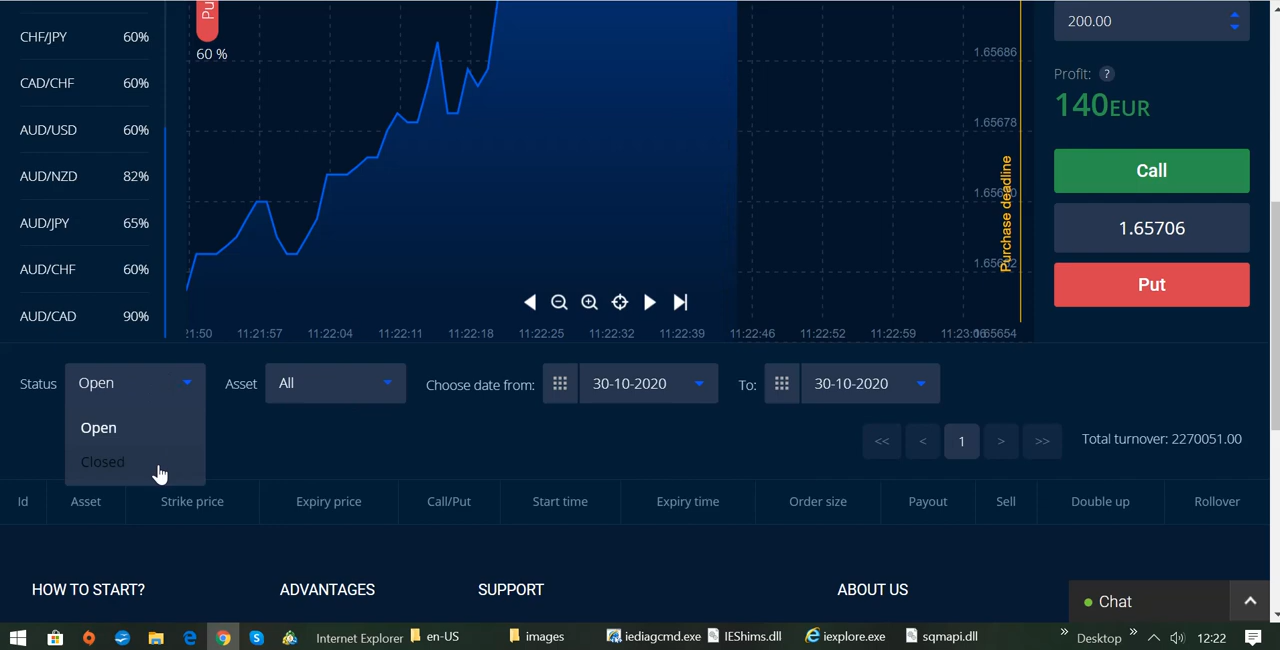 Pu
60 %
CHF/JPY 60%
CAD/CHF 60%
AUD/USD 60%
AUD/NZD 82%
AUD/JPY 65%
AUD/CHF 60%
AUD/CAD 90%
1.65686
1.65678
Purchase deadline
:21:50 11:21:57 11:22:04 11:22:11 11:22:18 11:22:25 11:22:32 11:22:39 11:22:46 11:22:52 11:22:59 11:23:06
1.65654
200.00
Profit: ?
140EUR
Call
1.65706
Put
Status Open Asset All Choose date from: 30-10-2020 To: 30-10-2020
Open
Closed
<< < 1 > >> Total turnover: 2270051.00
Id Asset Strike price Expiry price Call/Put Start time Expiry time Order size Payout Sell Double up Rollover
HOW TO START? ADVANTAGES SUPPORT ABOUT US
Chat
Internet Explorer en-US images iediagcmd.exe IEShims.dll iexplore.exe sqmapi.dll » Desktop » 12:22